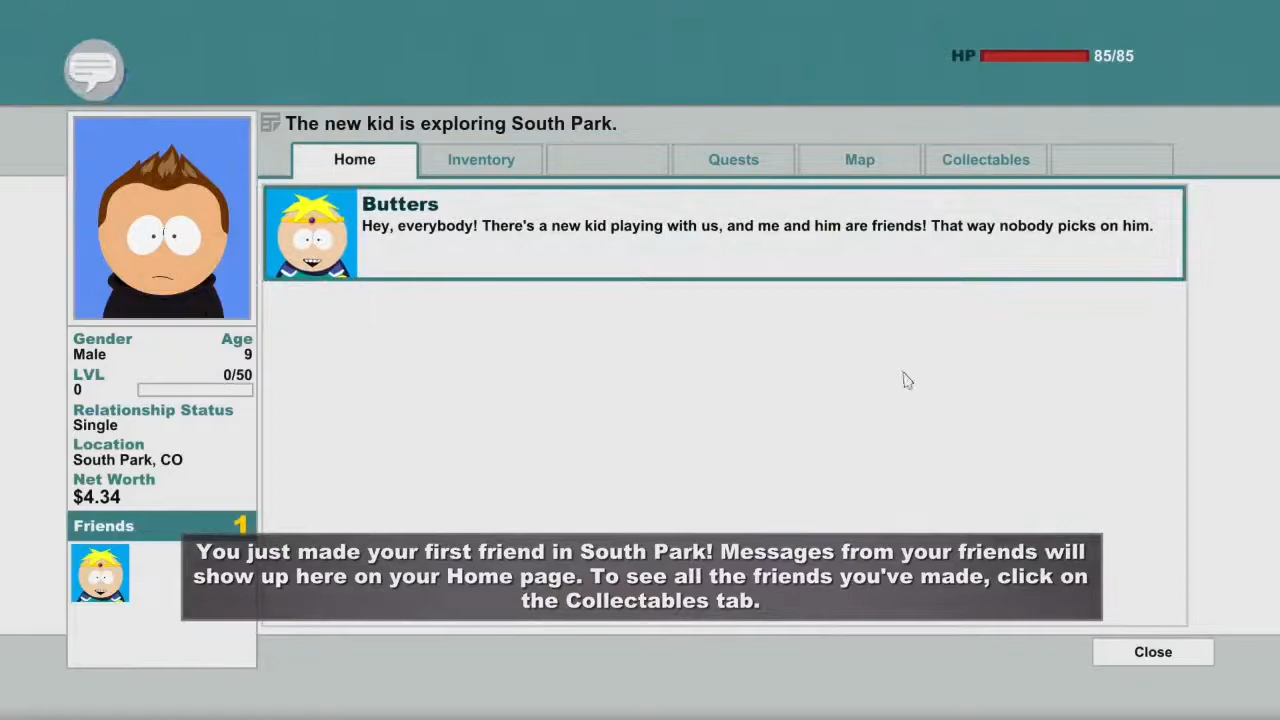 HP 85/85
The new kid is exploring South Park.
Home Inventory Quests Map Collectables
Butters
Hey, everybody! There's a new kid playing with us, and me and him are friends! That way nobody picks on him.
Gender Age
Male 9
LVL 0/50
0
Relationship Status
Single
Location
South Park, CO
Net Worth
$4.34
Friends 1
You just made your first friend in South Park! Messages from your friends will
show up here on your Home page. To see all the friends you've made, click on
the Collectables tab.
Close